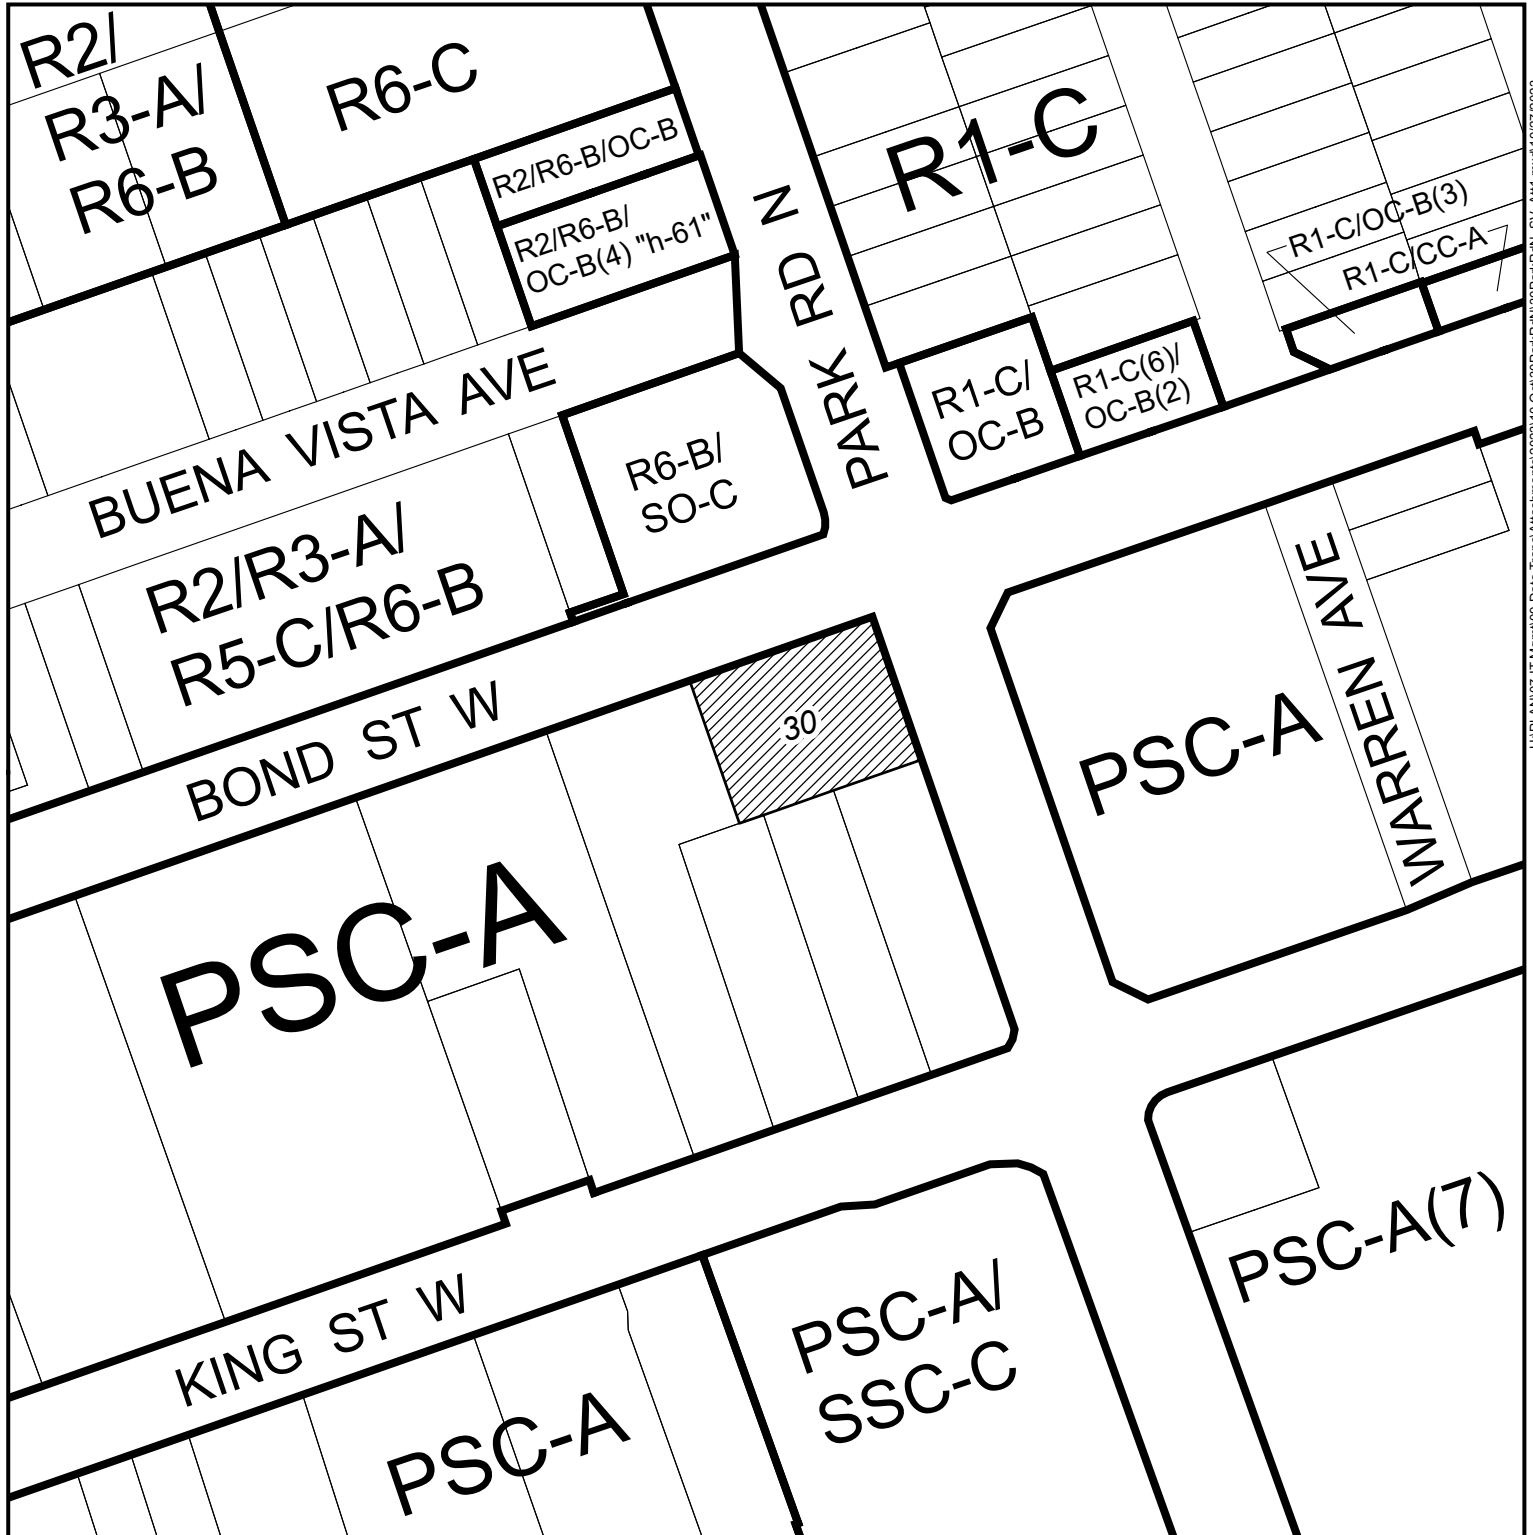 R2/
R3-A/
R6-B
R6-C
R2/R6-B/OC-B
R2/R6-B/
OC-B(4) "h-61"
PARK RD N
R1-C
R1-C/OC-B(3)
R1-C/CC-A
R1-C/
OC-B
R1-C(6)/
OC-B(2)
BUENA VISTA AVE
R6-B/
SO-C
R2/R3-A/
R5-C/R6-B
BOND ST W
30
PSC-A
WARREN AVE
PSC-A
KING ST W
PSC-A
PSC-A/
SSC-C
PSC-A(7)